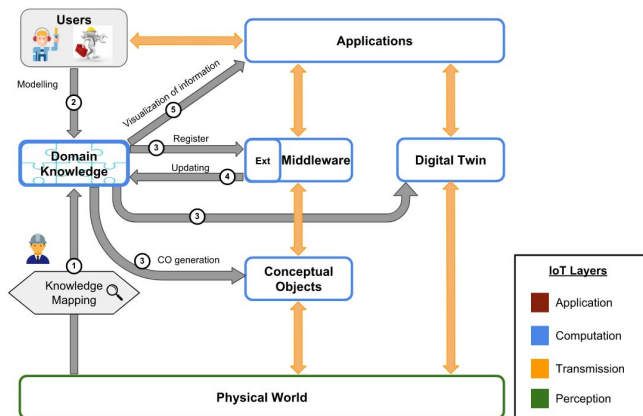 Users
Applications
Modelling
2
Visualization of information
5
3
Register
Domain
Knowledge
Ext
Middleware
Digital Twin
Updating
4
3
3
CO generation
Conceptual
Objects
1
Knowledge
Mapping
Physical World
IoT Layers
Application
Computation
Transmission
Perception